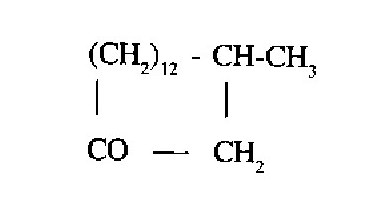 (CH₂)₁₂ - CH-CH₃
| |
CO — CH₂